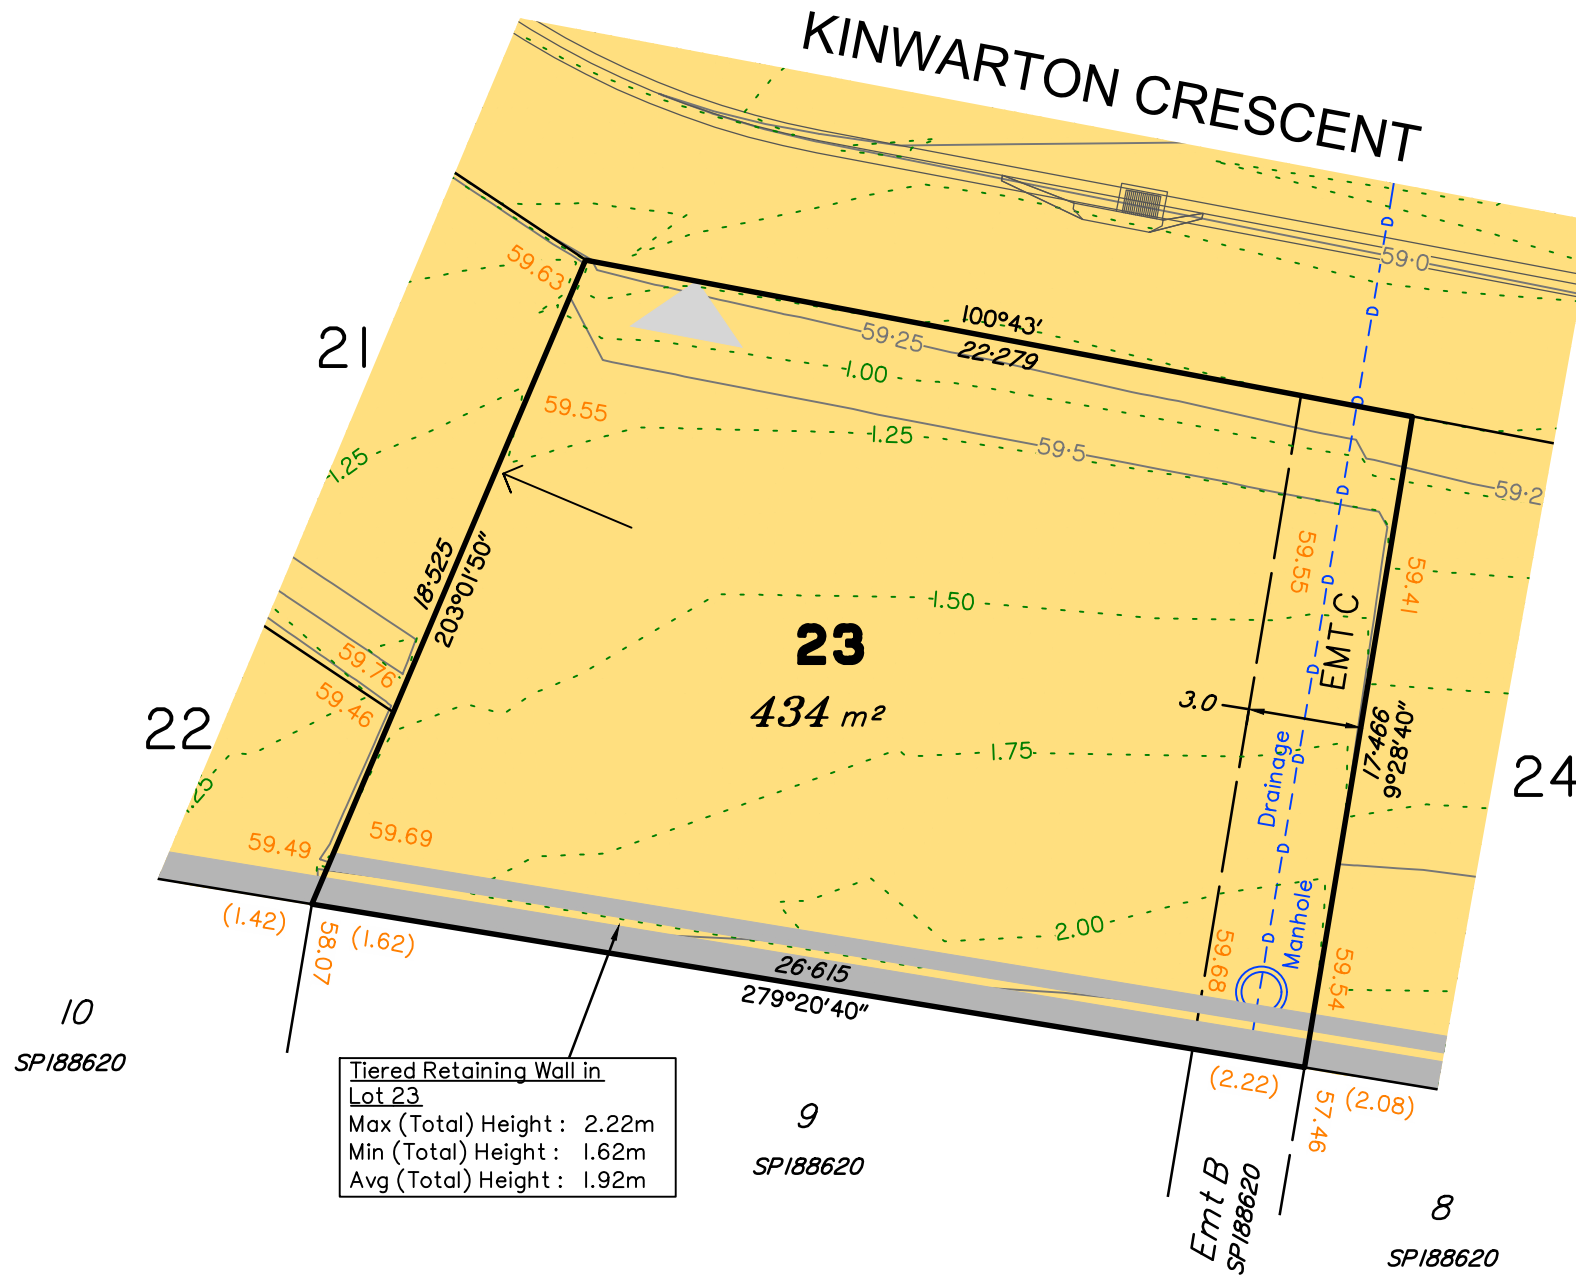 KINWARTON CRESCENT
59.0
59.63
21
100°43'
22.279
59.25
1.00
59.55
1.25
59.5
59.2
1.25
18.525
203°01'50"
59.55
59.41
EMT C
1.50
23
434 m²
3.0
59.76
59.46
22
17.466
9°28'40"
1.75
Drainage
24
.25
59.49
59.69
Manhole
2.00
59.68
59.54
(1.42)
58.07
(1.62)
26.615
279°20'40"
10
SP188620
Tiered Retaining Wall in
Lot 23
Max (Total) Height : 2.22m
Min (Total) Height : 1.62m
Avg (Total) Height : 1.92m
9
SP188620
(2.22)
57.46
(2.08)
Emt B
SP188620
8
SP188620
D
D
D
D
D
D
D
D
D